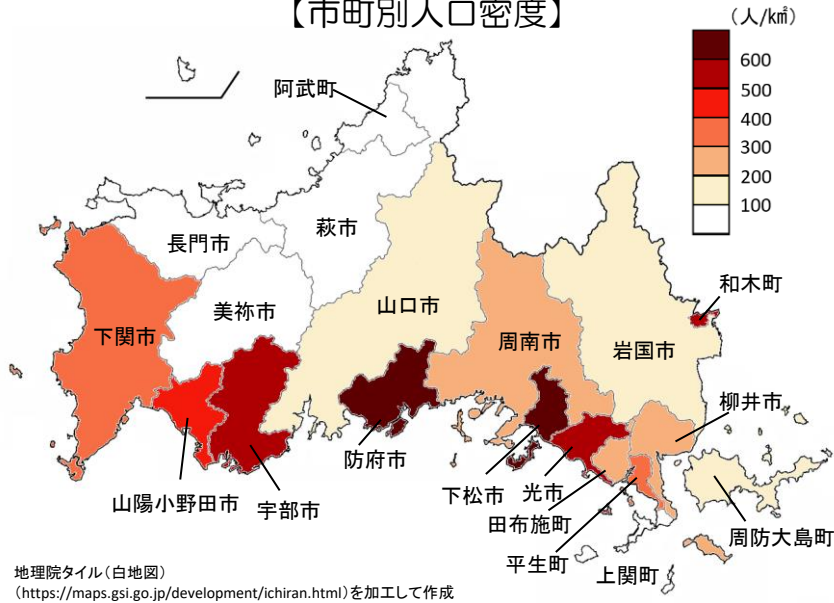 【市町別人口密度】
(人/㎢)
600
500
400
300
200
100
阿武町
萩市
長門市
美祢市
山口市
和木町
下関市
周南市
岩国市
柳井市
防府市
下松市
光市
山陽小野田市
宇部市
田布施町
周防大島町
平生町
上関町
地理院タイル(白地図)
(https://maps.gsi.go.jp/development/ichiran.html)を加工して作成